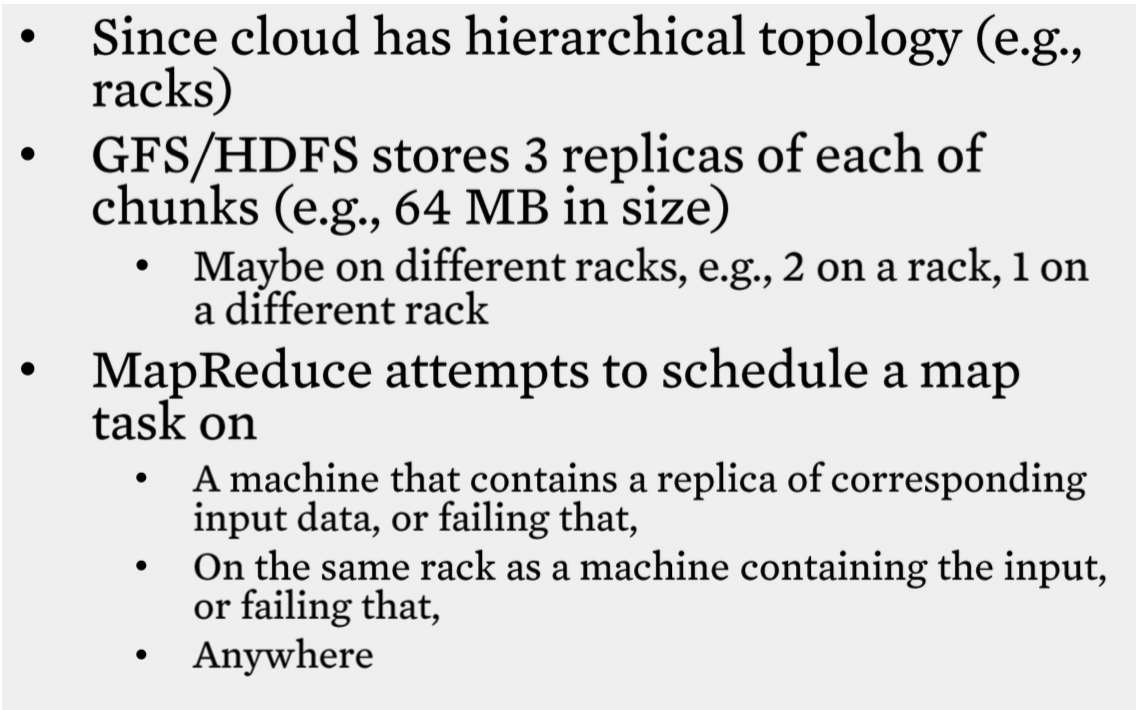 • Since cloud has hierarchical topology (e.g.,
racks)
• GFS/HDFS stores 3 replicas of each of
chunks (e.g., 64 MB in size)
• Maybe on different racks, e.g., 2 on a rack, 1 on
a different rack
• MapReduce attempts to schedule a map
task on
• A machine that contains a replica of corresponding
input data, or failing that,
• On the same rack as a machine containing the input,
or failing that,
• Anywhere